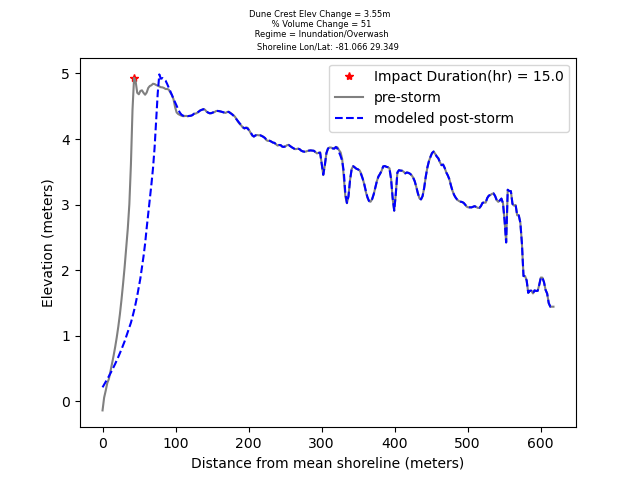 Dune Crest Elev Change = 3.55m
% Volume Change = 51
Regime = Inundation/Overwash
Shoreline Lon/Lat: -81.066 29.349
Impact Duration(hr) = 15.0
pre-storm
modeled post-storm
Elevation (meters)
5
4
3
2
1
0
0 100 200 300 400 500 600
Distance from mean shoreline (meters)